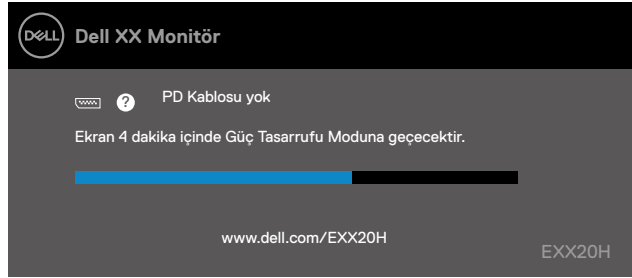 DELL Dell XX Monitör
? PD Kablosu yok
Ekran 4 dakika içinde Güç Tasarrufu Moduna geçecektir.
www.dell.com/EXX20H
EXX20H